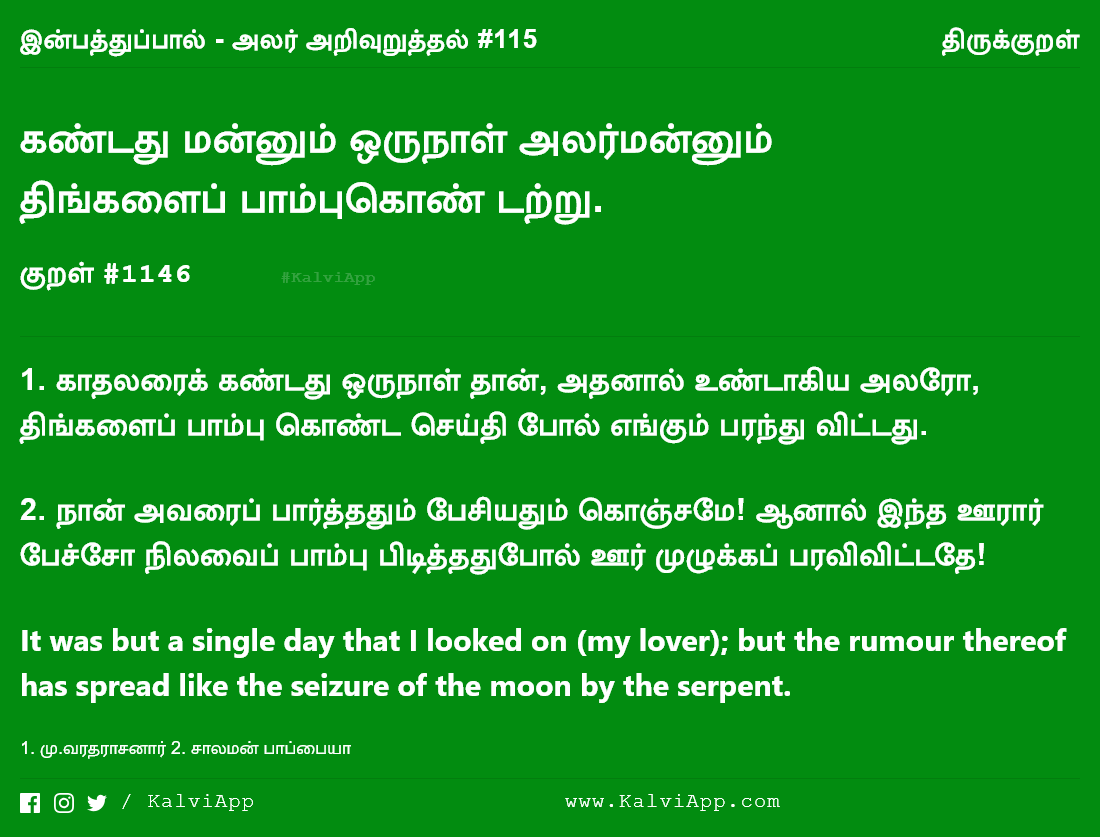 இன்பத்துப்பால் - அலர் அறிவுறுத்தல் #115
திருக்குறள்
கண்டது மன்னும் ஒருநாள் அலர்மன்னும்
திங்களைப் பாம்புகொண் டற்று.
குறள் #1146
#KalviApp
1. காதலரைக் கண்டது ஒருநாள் தான், அதனால் உண்டாகிய அலரோ,
திங்களைப் பாம்பு கொண்ட செய்தி போல் எங்கும் பரந்து விட்டது.
2. நான் அவரைப் பார்த்ததும் பேசியதும் கொஞ்சமே! ஆனால் இந்த ஊரார்
பேச்சோ நிலவைப் பாம்பு பிடித்ததுபோல் ஊர் முழுக்கப் பரவிவிட்டதே!
It was but a single day that I looked on (my lover); but the rumour thereof
has spread like the seizure of the moon by the serpent.
1. மு.வரதராசனார் 2. சாலமன் பாப்பையா
/ KalviApp
www.KalviApp.com